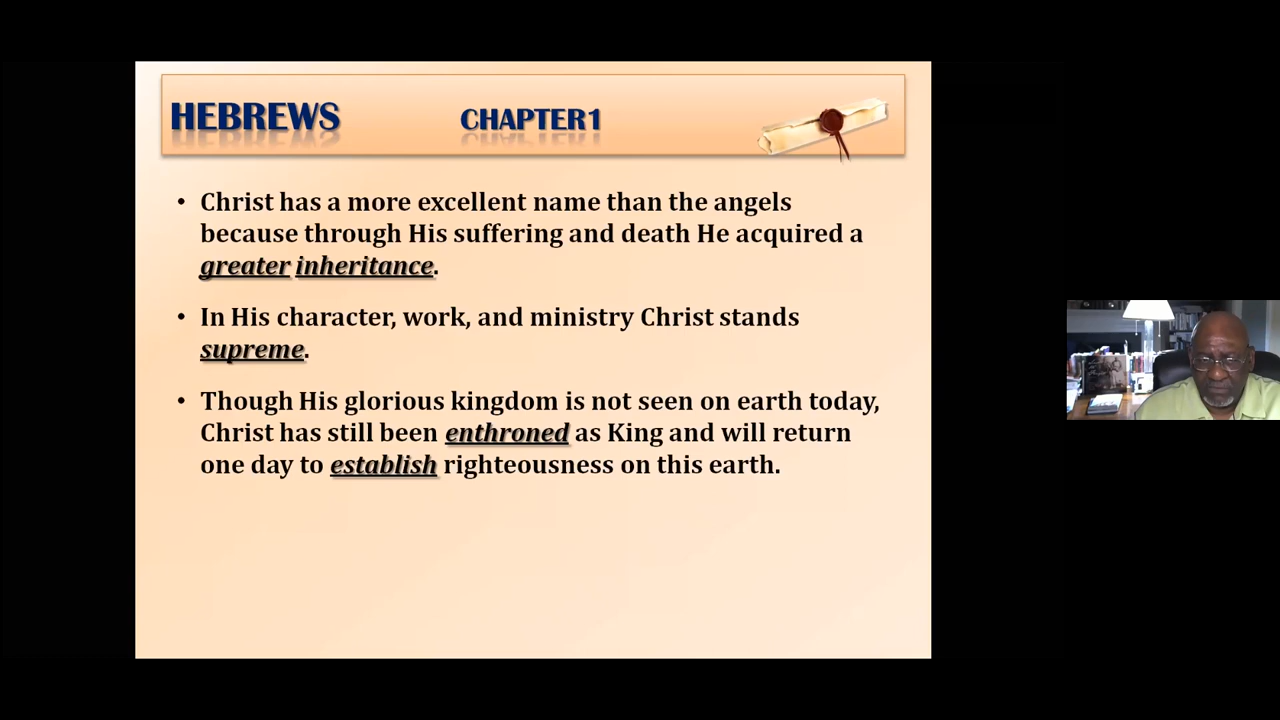 HEBREWS CHAPTER1
• Christ has a more excellent name than the angels
because through His suffering and death He acquired a
greater inheritance.
• In His character, work, and ministry Christ stands
supreme.
• Though His glorious kingdom is not seen on earth today,
Christ has still been enthroned as King and will return
one day to establish righteousness on this earth.